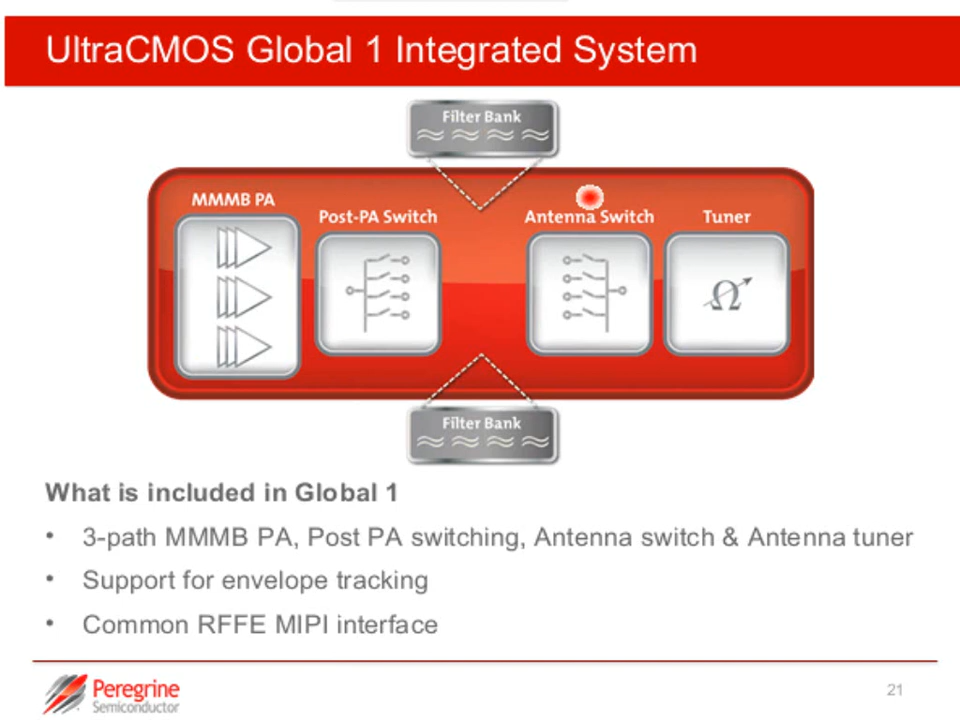 UltraCMOS Global 1 Integrated System
Filter Bank
MMMB PA
Post-PA Switch
Antenna Switch
Tuner
Ω
Filter Bank
What is included in Global 1
• 3-path MMMB PA, Post PA switching, Antenna switch & Antenna tuner
• Support for envelope tracking
• Common RFFE MIPI interface
Peregrine
Semiconductor
21